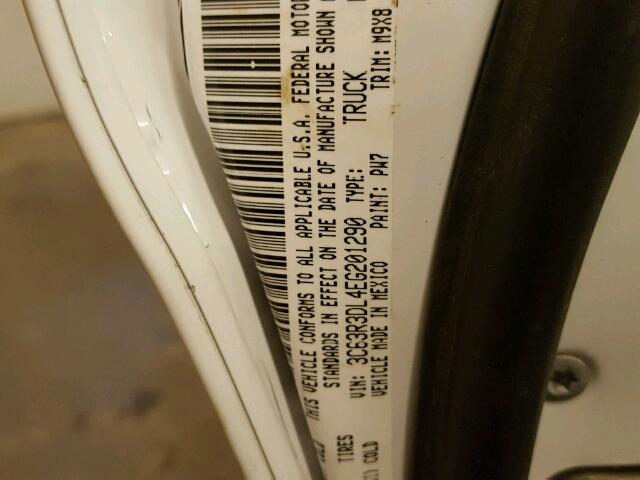 THIS VEHICLE CONFORMS TO ALL APPLICABLE U.S.A. FEDERAL MOTOR
STANDARDS IN EFFECT ON THE DATE OF MANUFACTURE SHOWN
VIN: 3C63R3DL4EG201290 TYPE: TRUCK
VEHICLE MADE IN MEXICO PAINT: PW7 TRIM: M9X8
TIRES
COLD